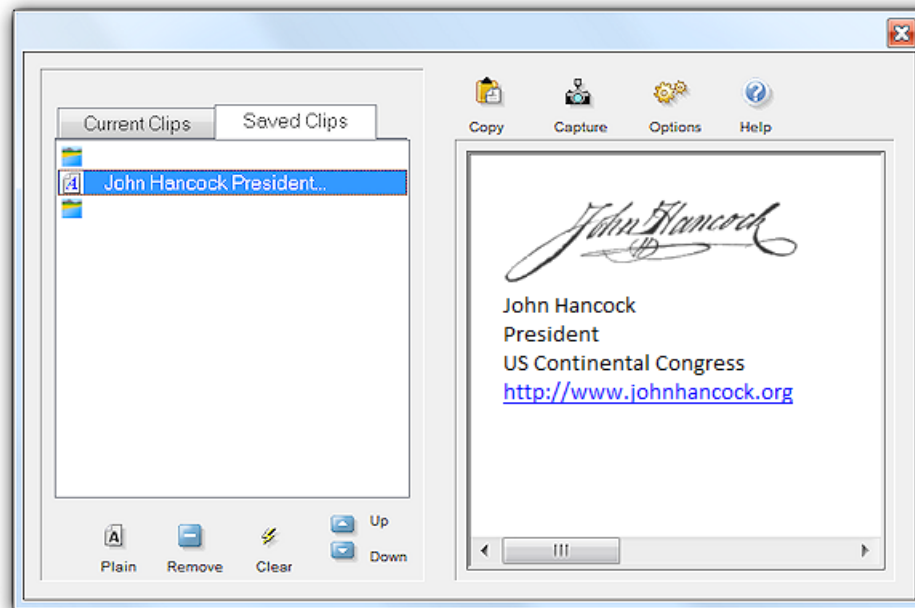 Current Clips
Saved Clips
John Hancock President...
Plain
Remove
Clear
Up
Down
Copy
Capture
Options
Help
John Hancock
John Hancock
President
US Continental Congress
http://www.johnhancock.org